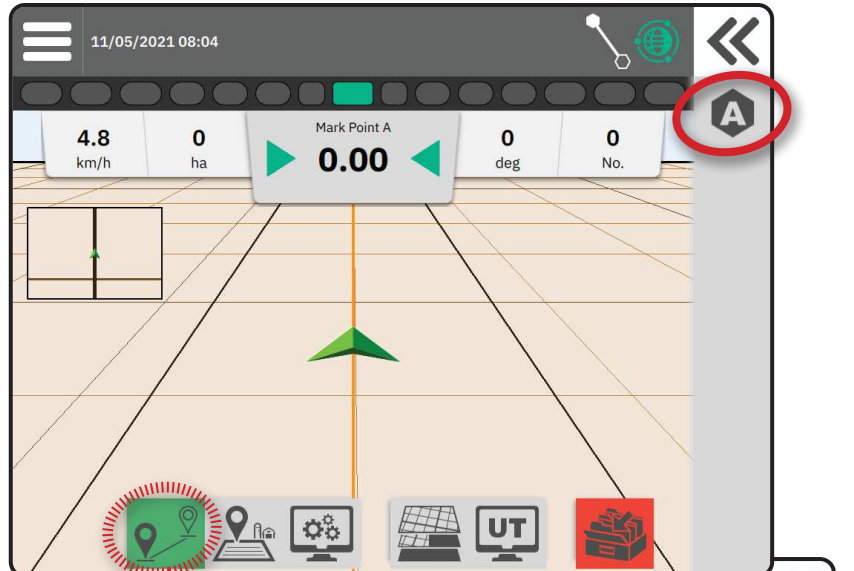 11/05/2021 08:04
A
4.8
km/h
0
ha
Mark Point A
0.00
0
deg
0
No.
UT